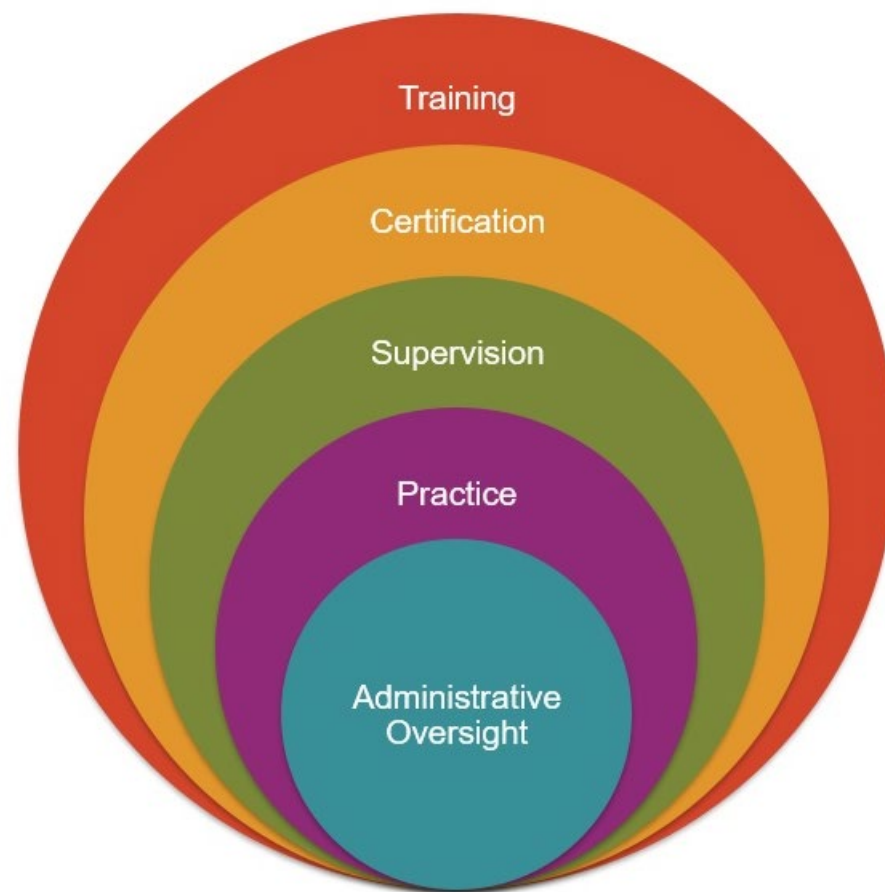 Training
Certification
Supervision
Practice
Administrative
Oversight